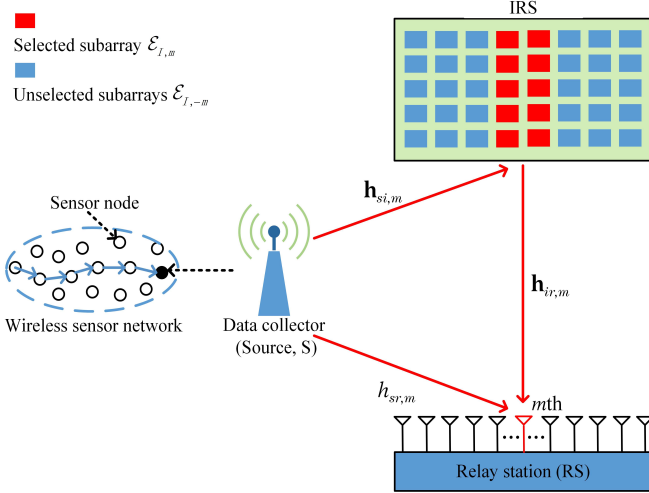 IRS
Selected subarray ℰ_{I,m}
Unselected subarrays ℰ_{I,-m}
h_{si,m}
Sensor node
h_{ir,m}
Wireless sensor network
Data collector
(Source, S)
h_{sr,m}
mth
Relay station (RS)